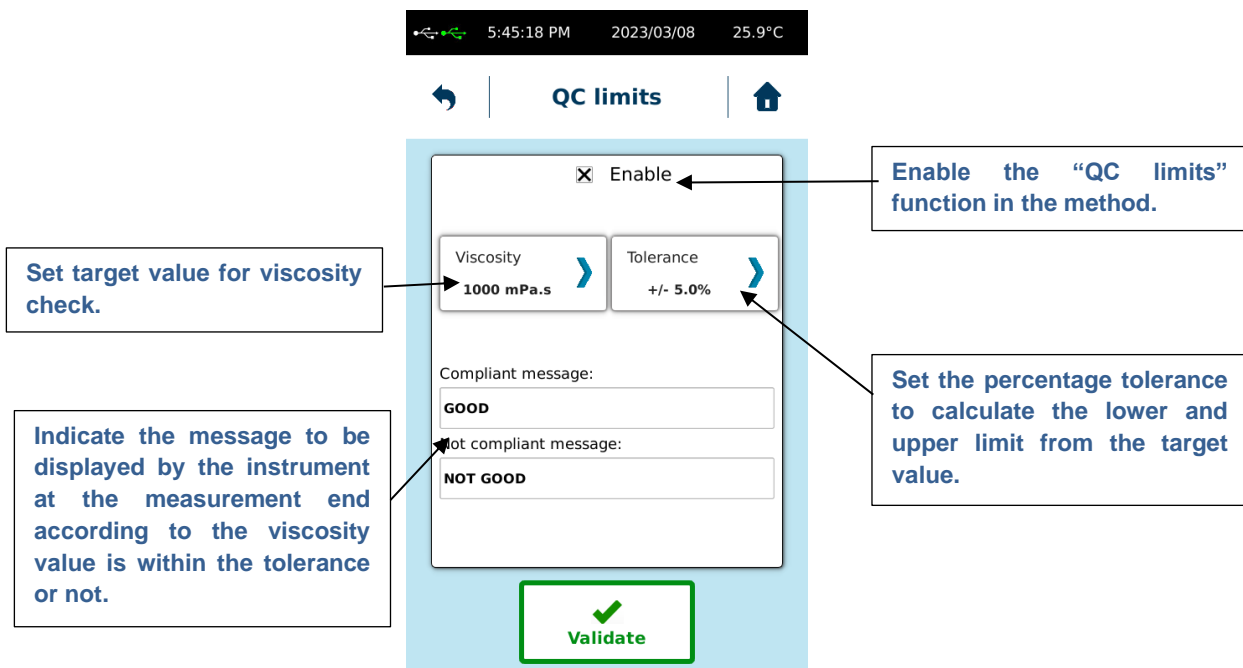 5:45:18 PM 2023/03/08 25.9°C
QC limits
Enable
Enable the “QC limits”
function in the method.
Viscosity
1000 mPa.s
Tolerance
+/- 5.0%
Set target value for viscosity
check.
Compliant message:
GOOD
Not compliant message:
NOT GOOD
Set the percentage tolerance
to calculate the lower and
upper limit from the target
value.
Indicate the message to be
displayed by the instrument
at the measurement end
according to the viscosity
value is within the tolerance
or not.
Validate